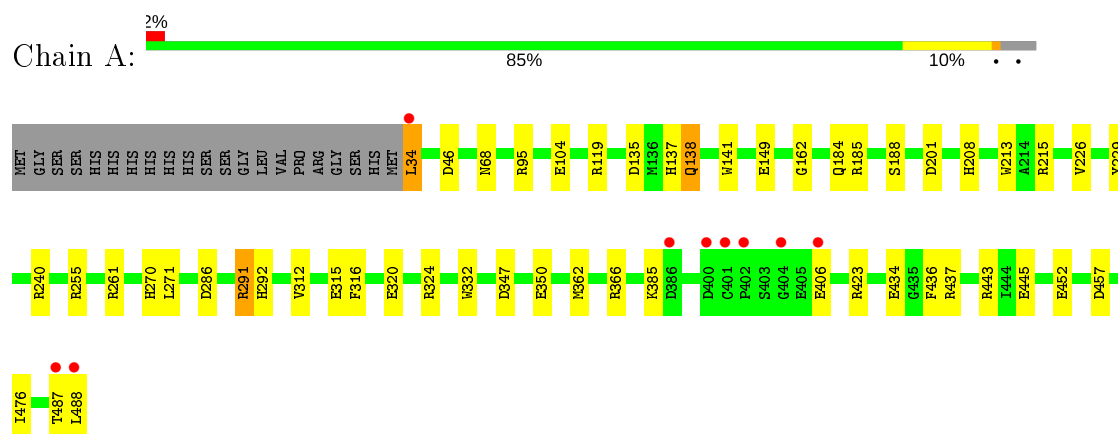 2%
Chain A:
85% 10% • •
MET GLY SER SER HIS HIS HIS HIS HIS HIS SER SER GLY LEU VAL PRO ARG GLY SER HIS MET L34 D46 N68 R95 E104 R119 D135 M136 H137 Q138 W141 E149 G162 Q184 R185 S188 D201 H208 W213 A214 R215 V226
R240 R255 R261 H270 L271 D286 R291 H292 V312 E315 F316 E320 R324 W332 D347 E350 M362 R366 K385 D386 D400 C401 P402 S403 G404 E405 E406 R423 E434 G435 F436 R437 R443 I444 E445 E452 D457
I476 T487 L488